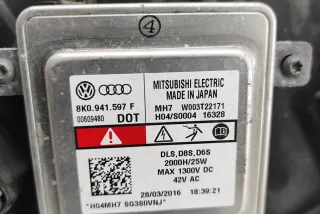 4
MITSUBISHI ELECTRIC
MADE IN JAPAN
8K0.941.597 F
MH7 W003T22171
00609480 DOT
H04/S0004 16328
DLS, D8S, D6S
2000H/25W
MAX 1300V DC
42V AC
28/03/2016 18:39:21
*H04MH7 SG3S0VNJ*